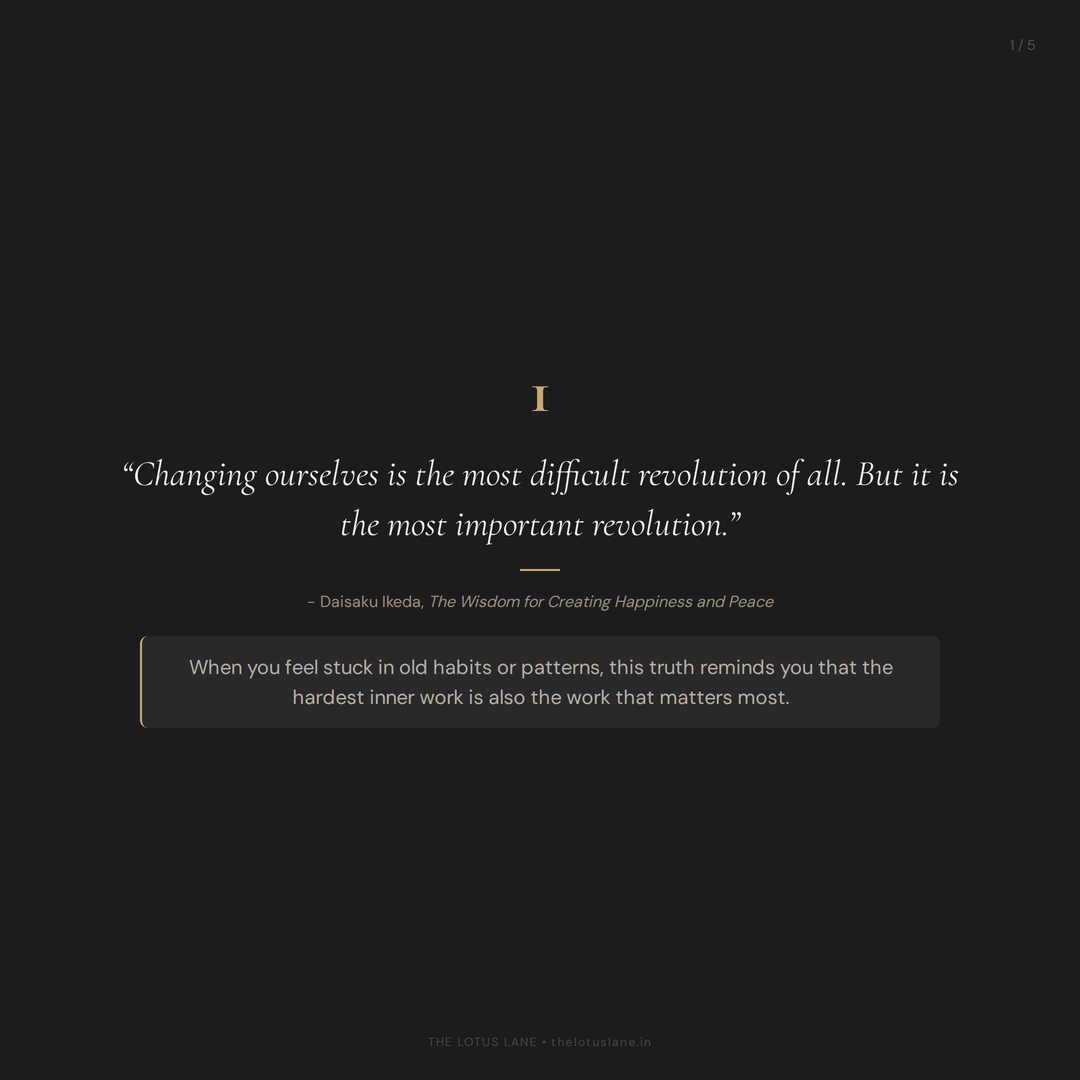 1 / 5
1
“Changing ourselves is the most difficult revolution of all. But it is
the most important revolution.”
– Daisaku Ikeda, The Wisdom for Creating Happiness and Peace
When you feel stuck in old habits or patterns, this truth reminds you that the
hardest inner work is also the work that matters most.
THE LOTUS LANE • thelotuslane.in